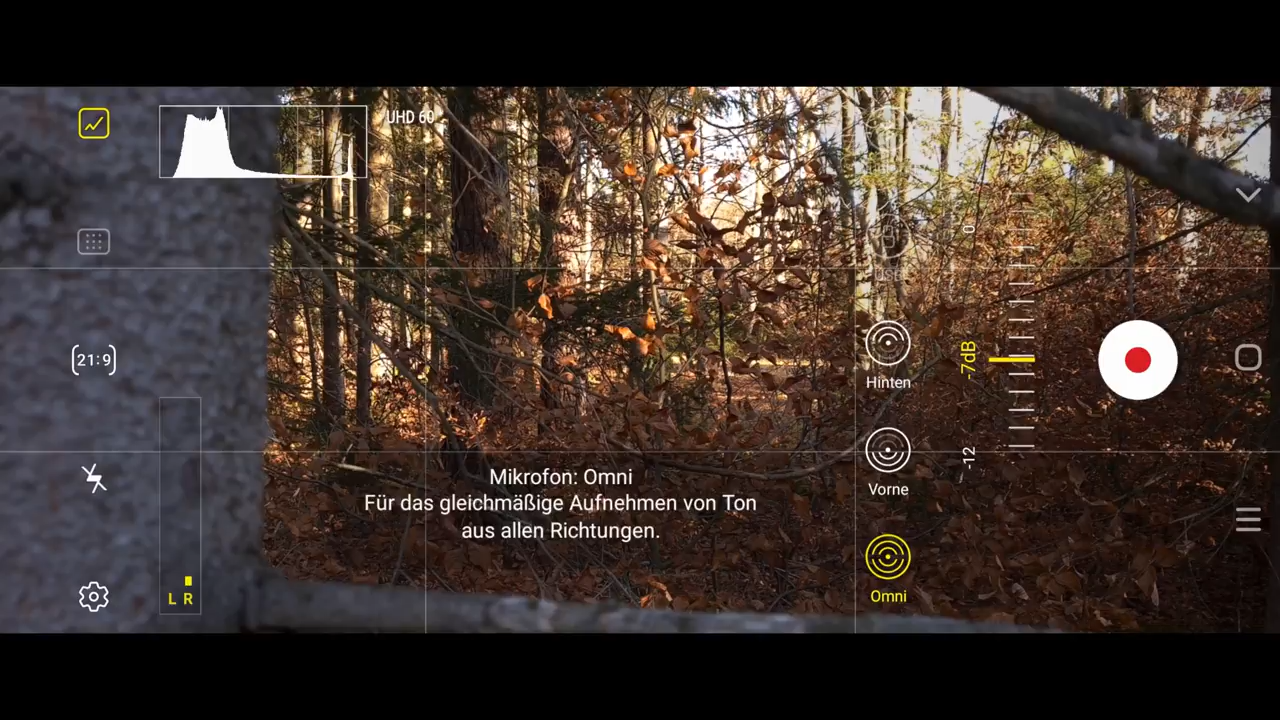 UHD 60
0
21:9
Hinten
-7dB
Vorne
-12
Mikrofon: Omni
Für das gleichmäßige Aufnehmen von Ton
aus allen Richtungen.
L R
Omni